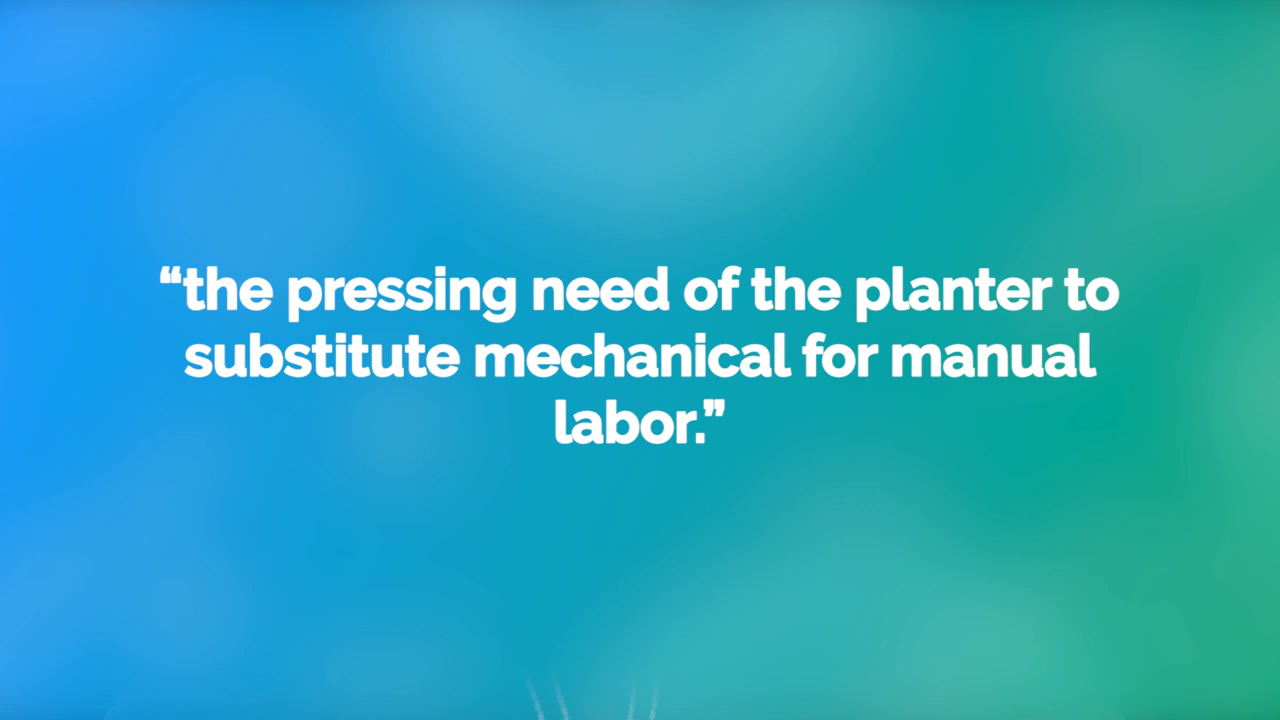 “the pressing need of the planter to
substitute mechanical for manual
labor.”